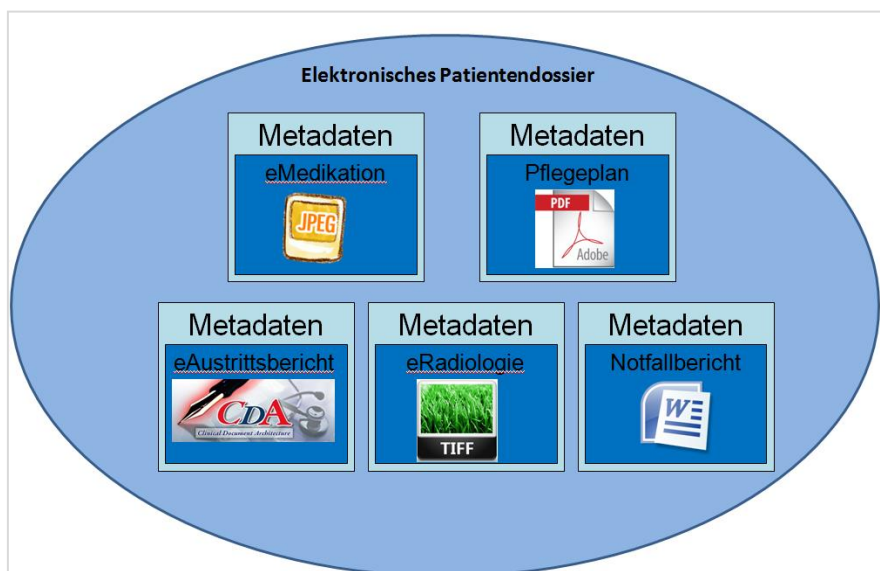 Elektronisches Patientendossier
Metadaten
eMedikation
JPEG
Metadaten
Pflegeplan
PDF
Adobe
Metadaten
eAustrittsbericht
CDA
Clinical Document Architecture
Metadaten
eRadiologie
TIFF
Metadaten
Notfallbericht
W